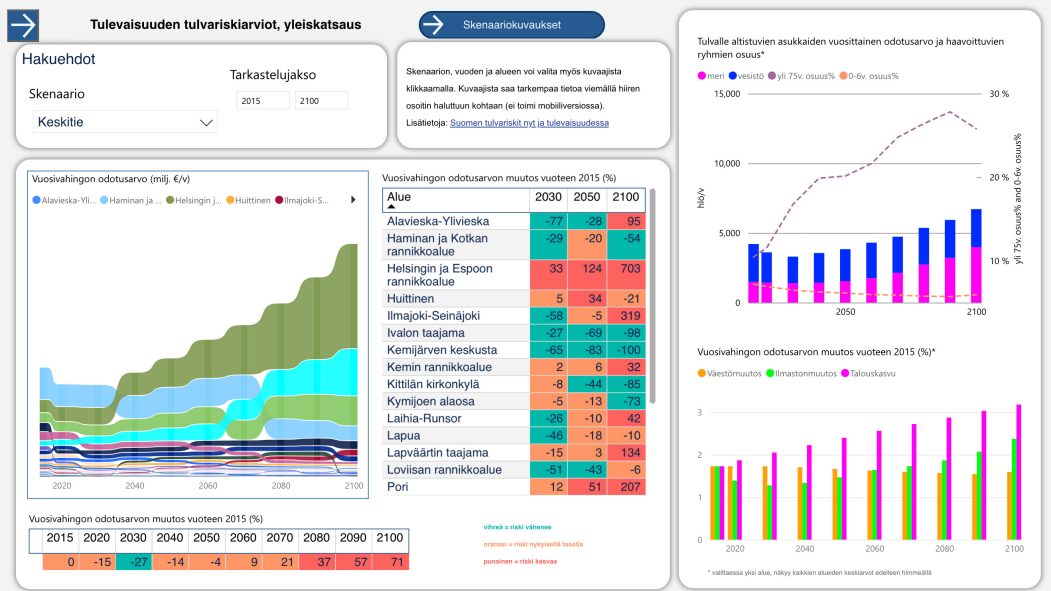 Tulevaisuuden tulvariskiarviot, yleiskatsaus
Skenaariokuvaukset
Hakuehdot
Skenaario
Keskitie
Tarkastelujakso
2015 2100
Skenaarion, vuoden ja alueen voi valita myös kuvaajista
klikkaamalla. Kuvaajista saa tarkempaa tietoa viemällä hiiren
osoitin haluttuun kohtaan (ei toimi mobiiliversiossa).
Lisätietoja: Suomen tulvariskit nyt ja tulevaisuudessa
Vuosivahingon odotusarvo (milj. €/v)
Alavieska-Yli... Haminan ja ... Helsingin j... Huittinen Ilmajoki-S...
2020 2040 2060 2080 2100
Vuosivahingon odotusarvon muutos vuoteen 2015 (%)
Alue 2030 2050 2100
Alavieska-Ylivieska -77 -28 95
Haminan ja Kotkan
rannikkoalue -29 -20 -54
Helsingin ja Espoon
rannikkoalue 33 124 703
Huittinen 5 34 -21
Ilmajoki-Seinäjoki -58 -5 319
Ivalon taajama -27 -69 -98
Kemijärven keskusta -65 -83 -100
Kemin rannikkoalue 2 6 32
Kittilän kirkonkylä -8 -44 -85
Kymijoen alaosa -5 -13 -73
Laihia-Runsor -26 -10 42
Lapua -46 -18 -10
Lapväärtin taajama -15 3 134
Loviisan rannikkoalue -51 -43 -6
Pori 12 51 207
Vuosivahingon odotusarvon muutos vuoteen 2015 (%)
2015 2020 2030 2040 2050 2060 2070 2080 2090 2100
0 -15 -27 -14 -4 9 21 37 57 71
vihreä = riski vähenee
oranssi = riski nykyisellä tasolla
punainen = riski kasvaa
Tulvalle altistuvien asukkaiden vuosittainen odotusarvo ja haavoittuvien
ryhmien osuus*
meri vesistö yli 75v. osuus% 0-6v. osuus%
15,000 30 %
10,000 20 %
5,000 10 %
0
hlö/v
yli 75v. osuus% and 0-6v. osuus%
2050 2100
Vuosivahingon odotusarvon muutos vuoteen 2015 (%)*
Väestömuutos Ilmastonmuutos Talouskasvu
3
2
1
0
2020 2040 2060 2080 2100
* valittaessa yksi alue, näkyy kaikkien alueiden keskiarvot edelleen himmeällä